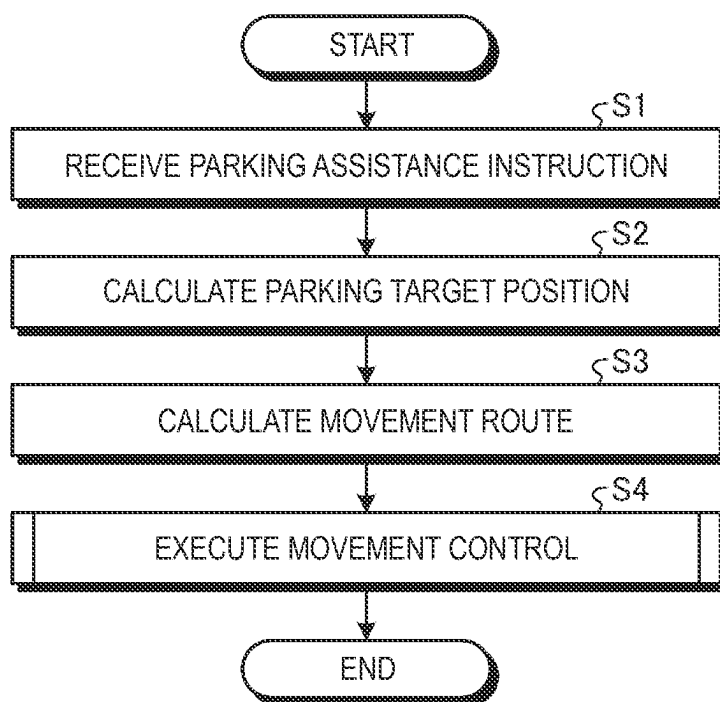 START
S1
RECEIVE PARKING ASSISTANCE INSTRUCTION
S2
CALCULATE PARKING TARGET POSITION
S3
CALCULATE MOVEMENT ROUTE
S4
EXECUTE MOVEMENT CONTROL
END